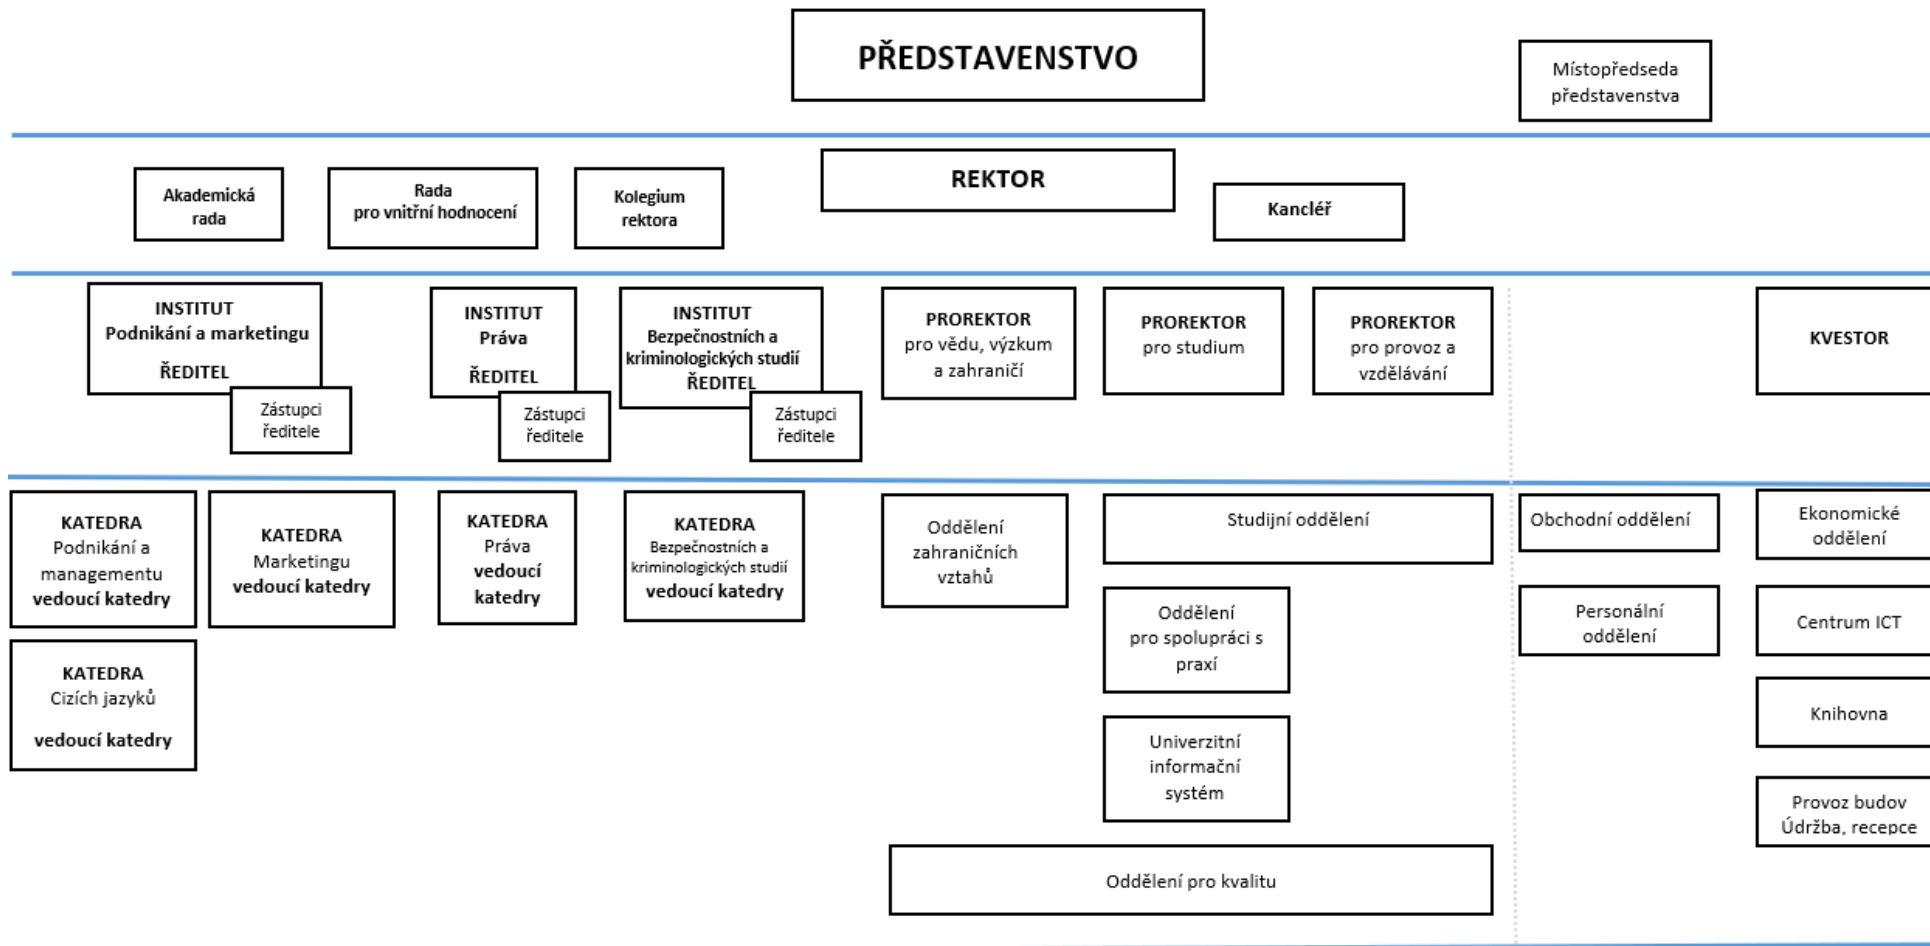 PŘEDSTAVENSTVO
Místopředseda
představenstva
Akademická
rada
Rada
pro vnitřní hodnocení
Kolegium
rektora
REKTOR
Kancléř
INSTITUT
Podnikání a marketingu
ŘEDITEL
Zástupci
ředitele
INSTITUT
Práva
ŘEDITEL
Zástupci
ředitele
INSTITUT
Bezpečnostních a
kriminologických studií
ŘEDITEL
Zástupci
ředitele
PROREKTOR
pro vědu, výzkum
a zahraničí
PROREKTOR
pro studium
PROREKTOR
pro provoz a
vzdělávání
KVESTOR
KATEDRA
Podnikání a
managementu
vedoucí katedry
KATEDRA
Marketingu
vedoucí katedry
KATEDRA
Práva
vedoucí
katedry
KATEDRA
Bezpečnostních a
kriminologických studií
vedoucí katedry
Oddělení
zahraničních
vztahů
Studijní oddělení
Obchodní oddělení
Ekonomické
oddělení
KATEDRA
Cizích jazyků
vedoucí katedry
Oddělení
pro spolupráci s
praxí
Personální
oddělení
Centrum ICT
Knihovna
Univerzitní
informační
systém
Provoz budov
Údržba, recepce
Oddělení pro kvalitu